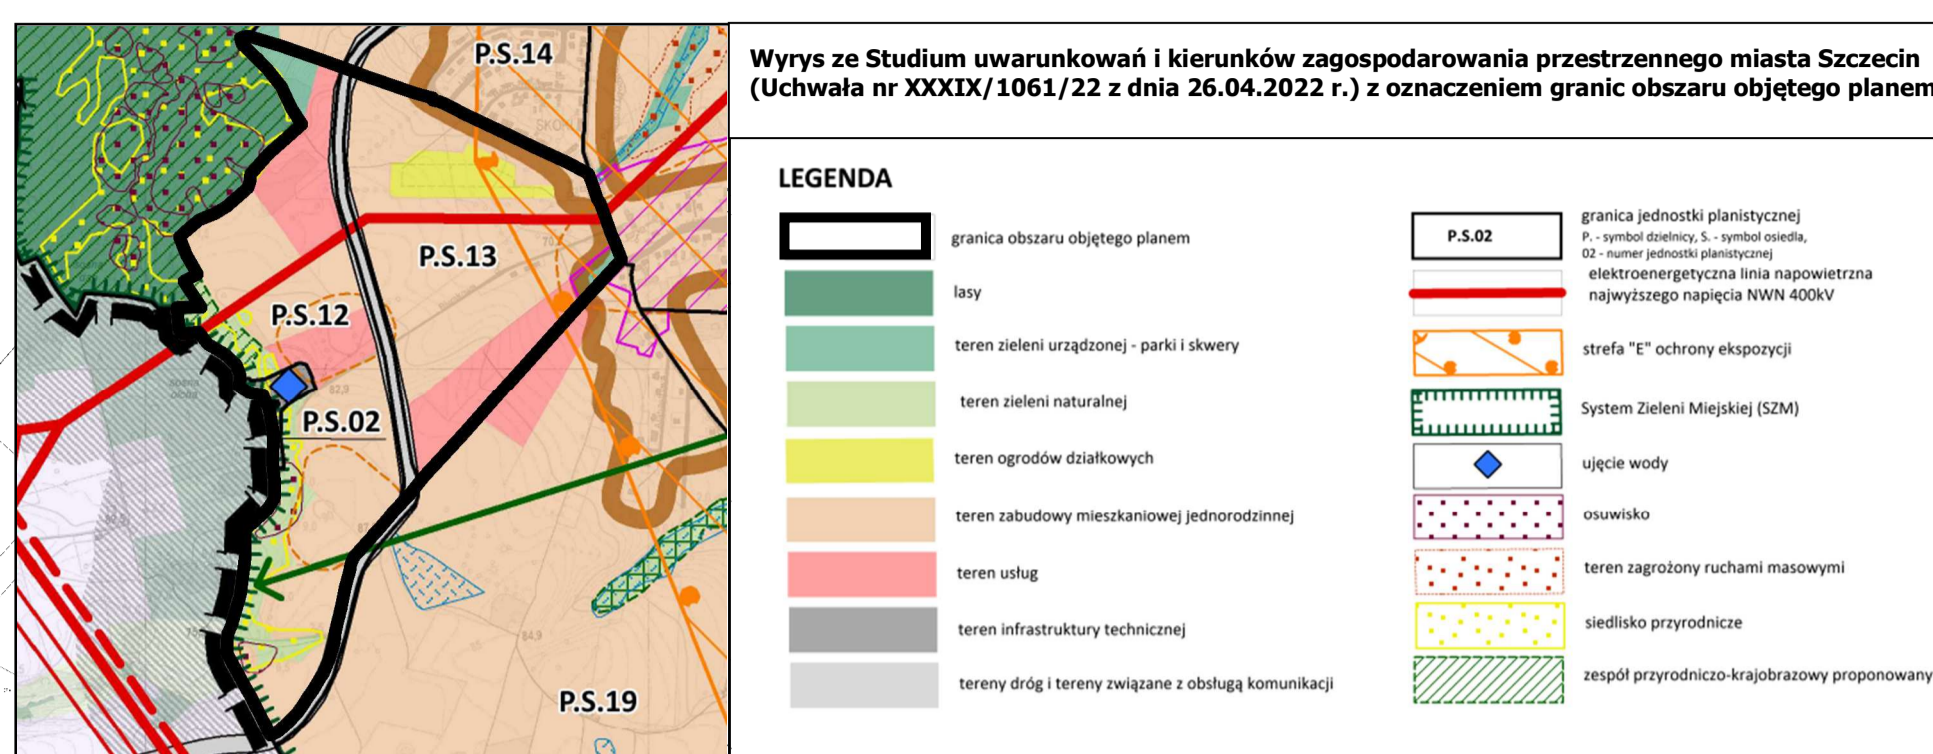 Wyrys ze Studium uwarunkowań i kierunków zagospodarowania przestrzennego miasta Szczecin
(Uchwała nr XXXIX/1061/22 z dnia 26.04.2022 r.) z oznaczeniem granic obszaru objętego planem
P.S.14
P.S.13
P.S.12
82,9
P.S.02
84,9
P.S.19
LEGENDA
granica obszaru objętego planem
lasy
teren zieleni urządzonej - parki i skwery
teren zieleni naturalnej
teren ogrodów działkowych
teren zabudowy mieszkaniowej jednorodzinnej
teren usług
teren infrastruktury technicznej
tereny dróg i tereny związane z obsługą komunikacji
P.S.02
granica jednostki planistycznej
P. - symbol dzielnicy, S. - symbol osiedla,
02 - numer jednostki planistycznej
elektroenergetyczna linia napowietrzna
najwyższego napięcia NWN 400kV
strefa "E" ochrony ekspozycji
System Zieleni Miejskiej (SZM)
ujęcie wody
osuwisko
teren zagrożony ruchami masowymi
siedlisko przyrodnicze
zespół przyrodniczo-krajobrazowy proponowany